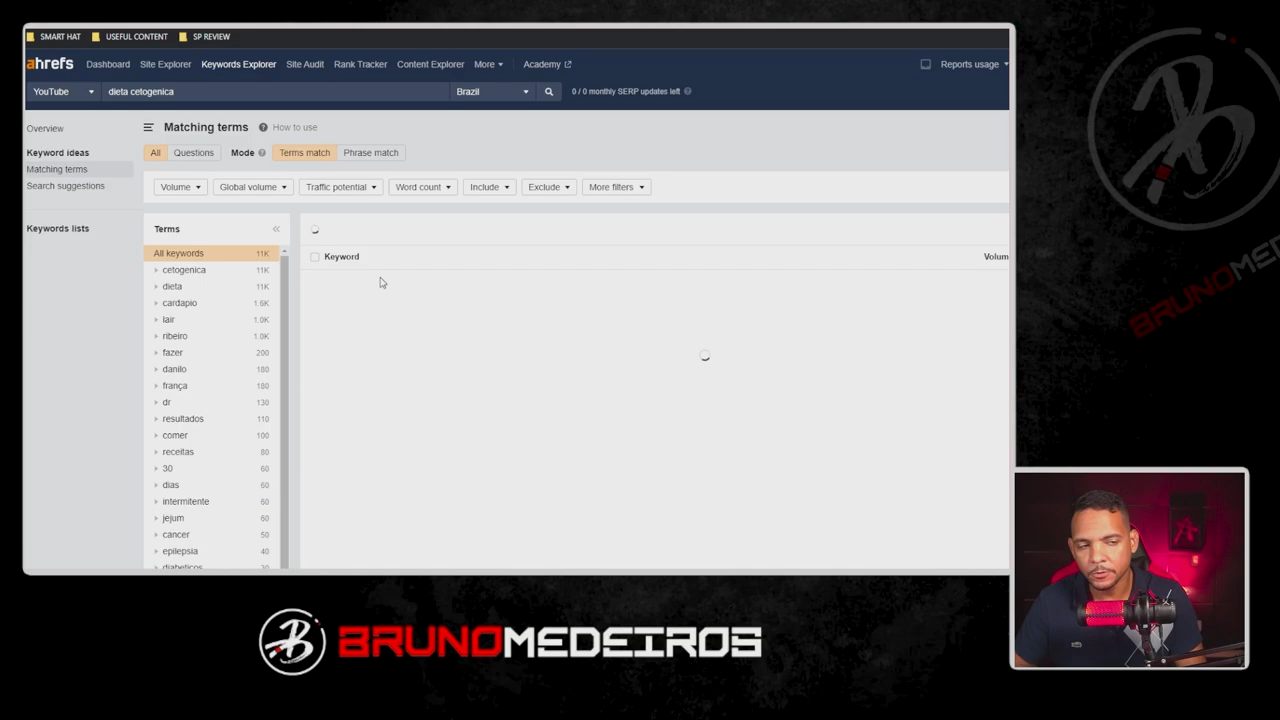 SMART HAT USEFUL CONTENT SP REVIEW
ahrefs Dashboard Site Explorer Keywords Explorer Site Audit Rank Tracker Content Explorer More Academy Reports usage
YouTube dieta cetogenica Brazil 0 / 0 monthly SERP updates left
Overview
Keyword ideas
Matching terms
Search suggestions
Keywords lists
Matching terms How to use
All Questions Mode Terms match Phrase match
Volume Global volume Traffic potential Word count Include Exclude More filters
Terms
All keywords 11K
cetogenica 11K
dieta 11K
cardapio 1.6K
lair 1.0K
ribeiro 1.0K
fazer 200
danilo 180
frança 180
dr 130
resultados 110
comer 100
receitas 80
30 60
dias 60
intermitente 60
jejum 60
cancer 50
epilepsia 40
diabeticos 30
Keyword Volum
BRUNOMEDEIROS
BRUNOMED